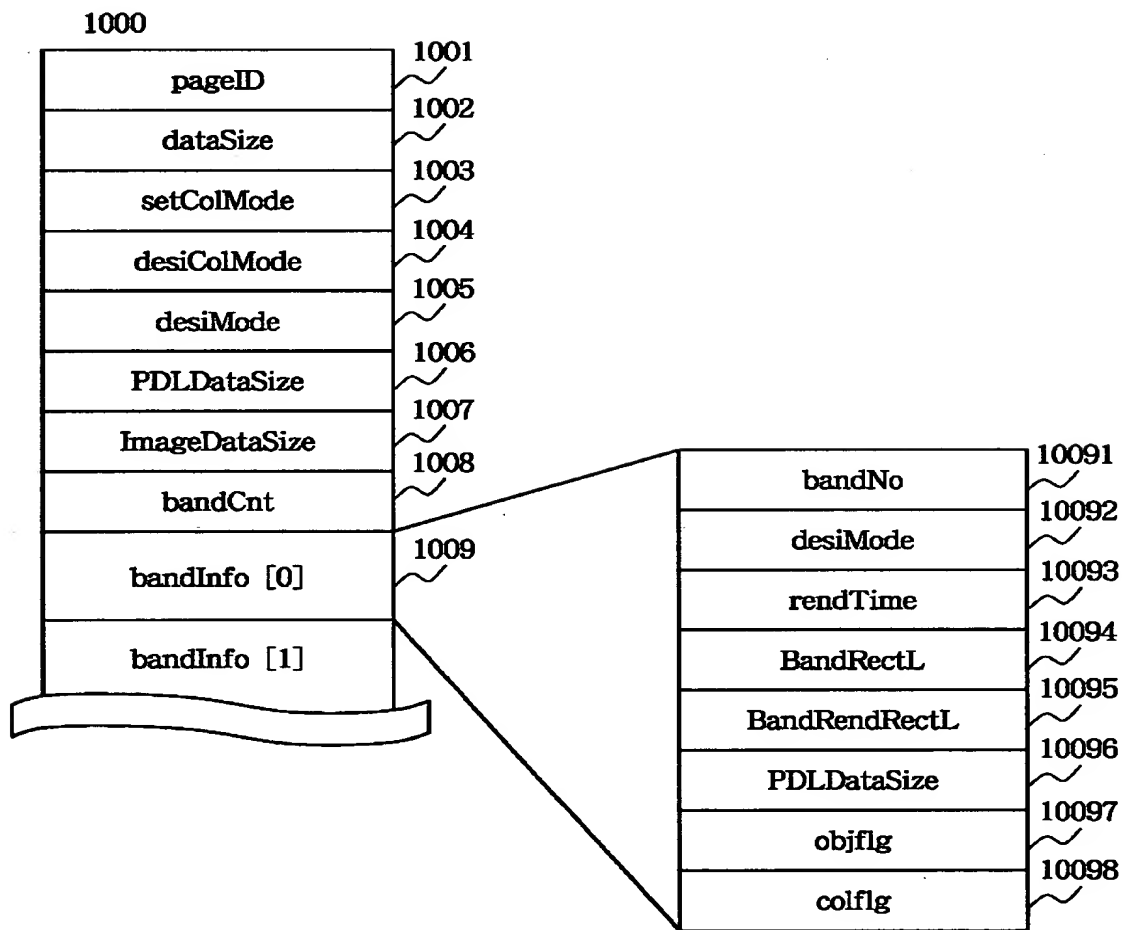 1000
pageID 1001
dataSize 1002
setColMode 1003
desiColMode 1004
desiMode 1005
PDLDataSize 1006
ImageDataSize 1007
bandCnt 1008
bandInfo [0] 1009
bandInfo [1]
bandNo 10091
desiMode 10092
rendTime 10093
BandRectL 10094
BandRendRectL 10095
PDLDataSize 10096
objflg 10097
colflg 10098